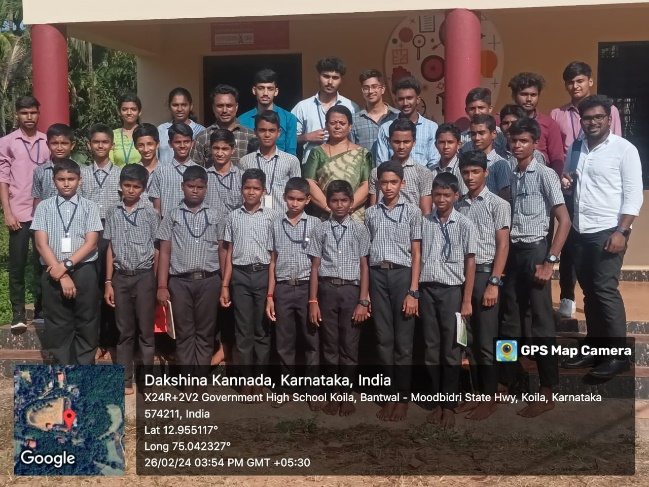 GPS Map Camera
Dakshina Kannada, Karnataka, India
X24R+2V2 Government High School Koila, Bantwal - Moodbidri State Hwy, Koila, Karnataka
574211, India
Lat 12.955117°
Long 75.042327°
26/02/24 03:54 PM GMT +05:30
Google